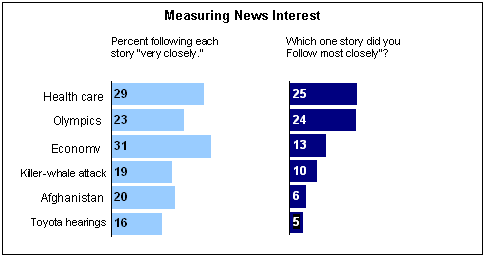 Measuring News Interest
Percent following each
story "very closely."
Which one story did you
Follow most closely"?
Health care 29 25
Olympics 23 24
Economy 31 13
Killer-whale attack 19 10
Afghanistan 20 6
Toyota hearings 16 5